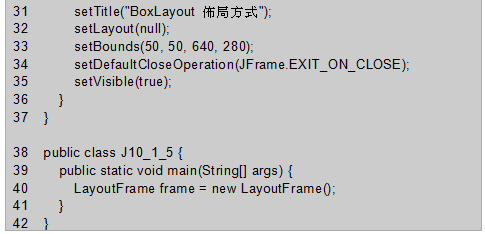 31 setTitle("BoxLayout 佈局方式");
32 setLayout(null);
33 setBounds(50, 50, 640, 280);
34 setDefaultCloseOperation(JFrame.EXIT_ON_CLOSE);
35 setVisible(true);
36 }
37 }
38 public class J10_1_5 {
39 public static void main(String[] args) {
40 LayoutFrame frame = new LayoutFrame();
41 }
42 }